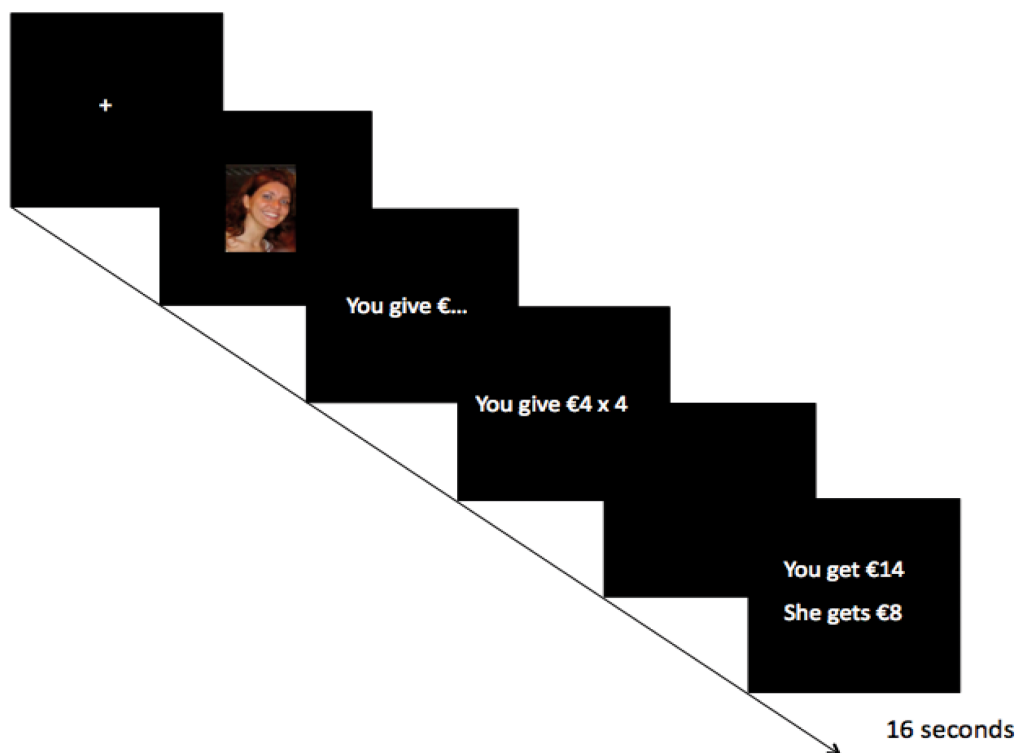 +
You give €...
You give €4 x 4
You get €14
She gets €8
16 seconds